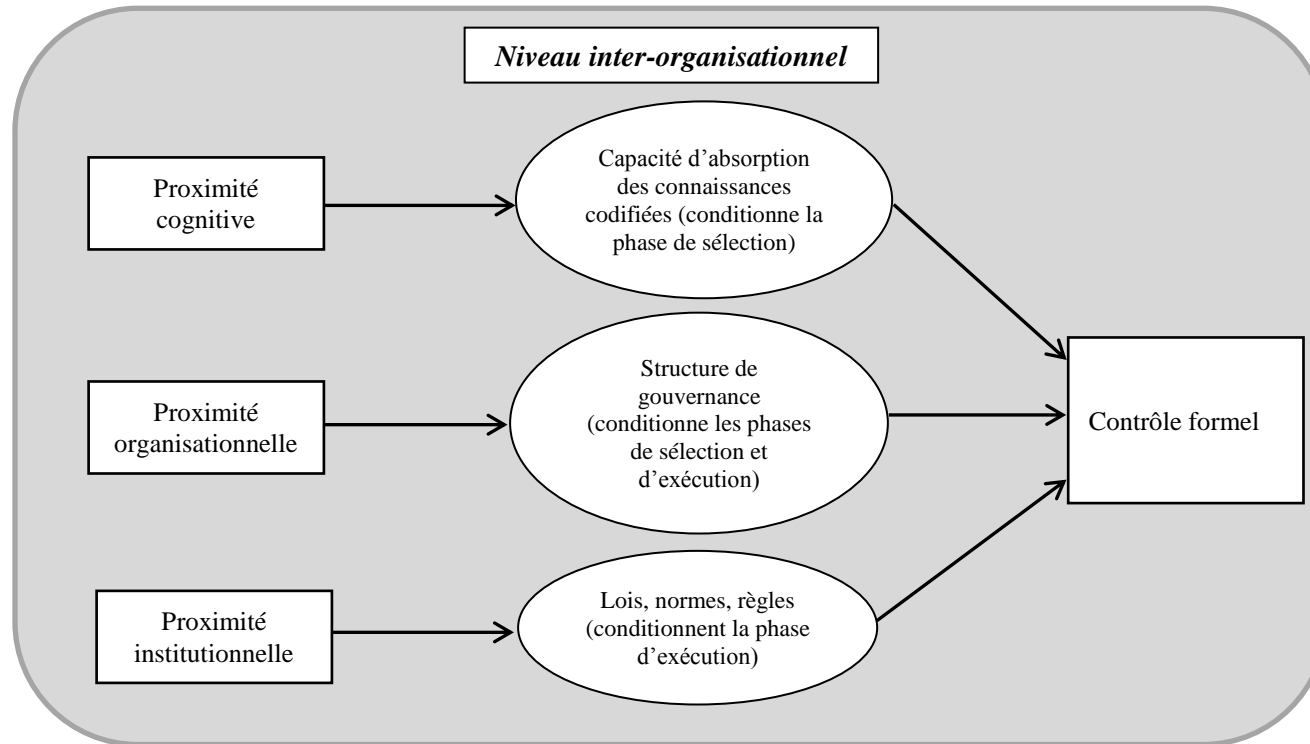 Niveau inter-organisationnel
Proximité
cognitive
Capacité d’absorption
des connaissances
codifiées (conditionne la
phase de sélection)
Proximité
organisationnelle
Structure de
gouvernance
(conditionne les phases
de sélection et
d’exécution)
Contrôle formel
Proximité
institutionnelle
Lois, normes, règles
(conditionnent la phase
d’exécution)